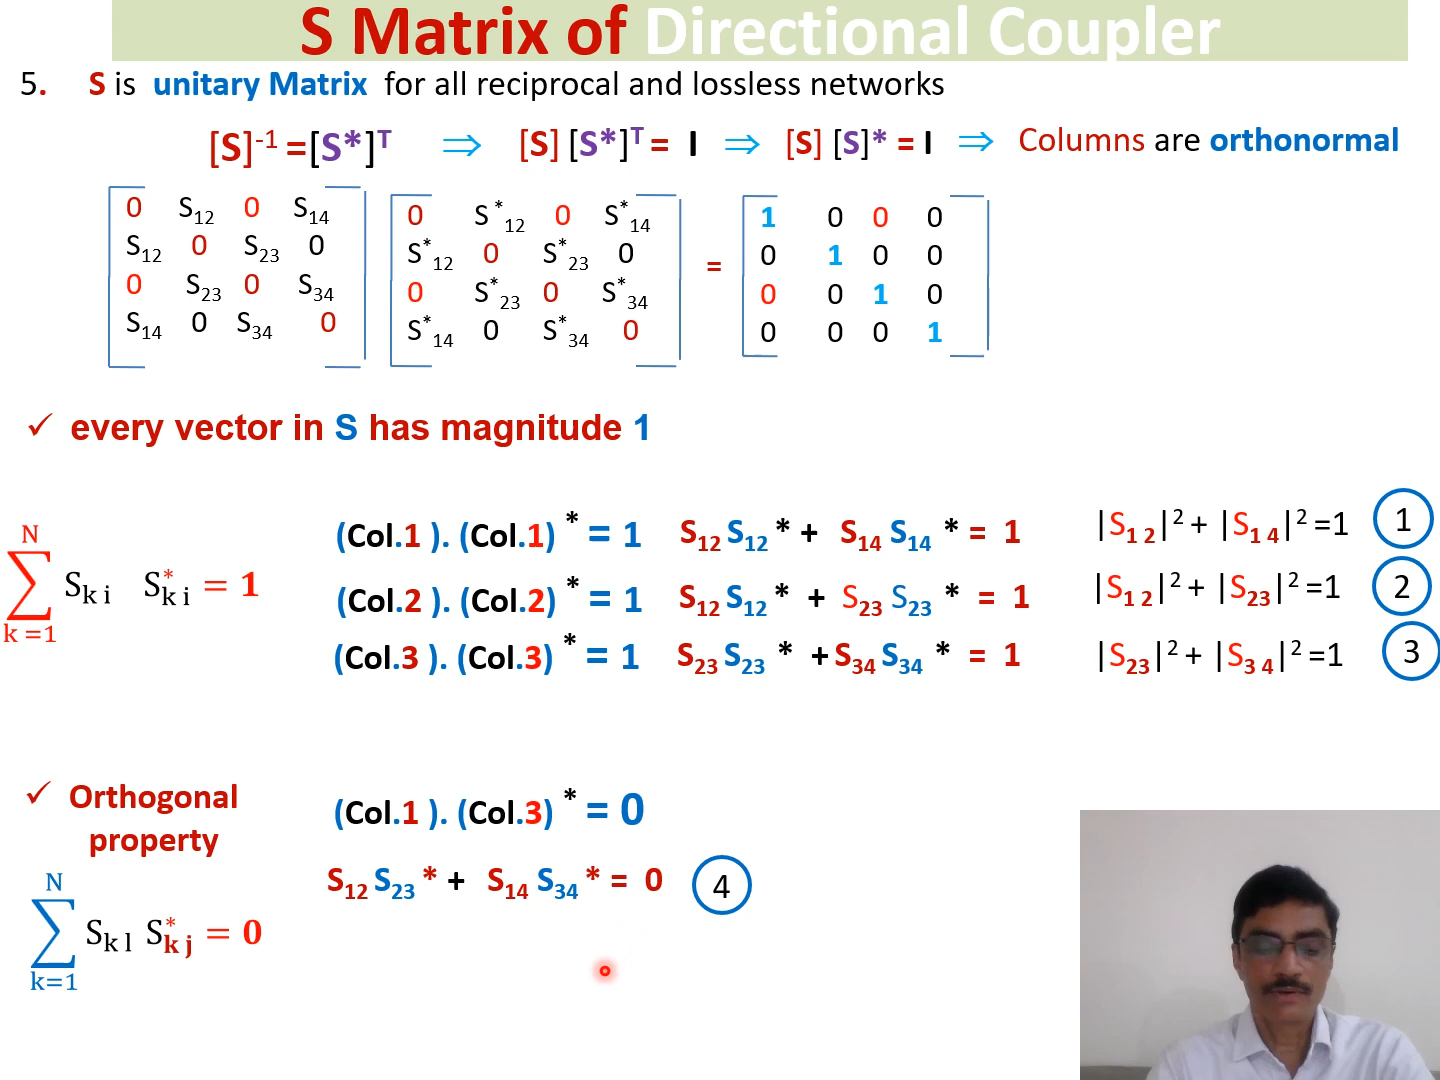 S Matrix of Directional Coupler
5. S is unitary Matrix for all reciprocal and lossless networks
[S]⁻¹ =[S*]ᵀ ⇒ [S] [S*]ᵀ = I ⇒ [S] [S]* = I ⇒ Columns are orthonormal
0 S₁₂ 0 S₁₄ 0 S*₁₂ 0 S*₁₄ 1 0 0 0
S₁₂ 0 S₂₃ 0 S*₁₂ 0 S*₂₃ 0 = 0 1 0 0
0 S₂₃ 0 S₃₄ 0 S*₂₃ 0 S*₃₄ 0 0 1 0
S₁₄ 0 S₃₄ 0 S*₁₄ 0 S*₃₄ 0 0 0 0 1
✓ every vector in S has magnitude 1
N
∑ S_{k i} S*_{k i} = 1
k =1
(Col.1 ). (Col.1)* = 1 S₁₂ S₁₂ * + S₁₄ S₁₄ * = 1 |S₁ ₂|² + |S₁ ₄|² =1 1
(Col.2 ). (Col.2)* = 1 S₁₂ S₁₂ * + S₂₃ S₂₃ * = 1 |S₁ ₂|² + |S₂₃|² =1 2
(Col.3 ). (Col.3)* = 1 S₂₃ S₂₃ * + S₃₄ S₃₄ * = 1 |S₂₃|² + |S₃ ₄|² =1 3
✓ Orthogonal
property
N
∑ S_{k l} S*_{k j} = 0
k=1
(Col.1 ). (Col.3)* = 0
S₁₂ S₂₃ * + S₁₄ S₃₄ * = 0 4